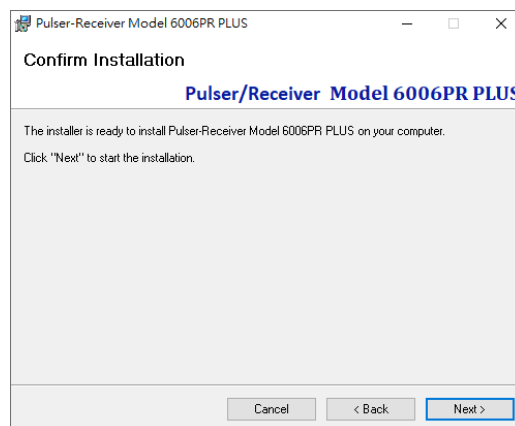 Pulser-Receiver Model 6006PR PLUS
Confirm Installation
Pulser/Receiver Model 6006PR PLUS
The installer is ready to install Pulser-Receiver Model 6006PR PLUS on your computer.
Click "Next" to start the installation.
Cancel
< Back
Next >